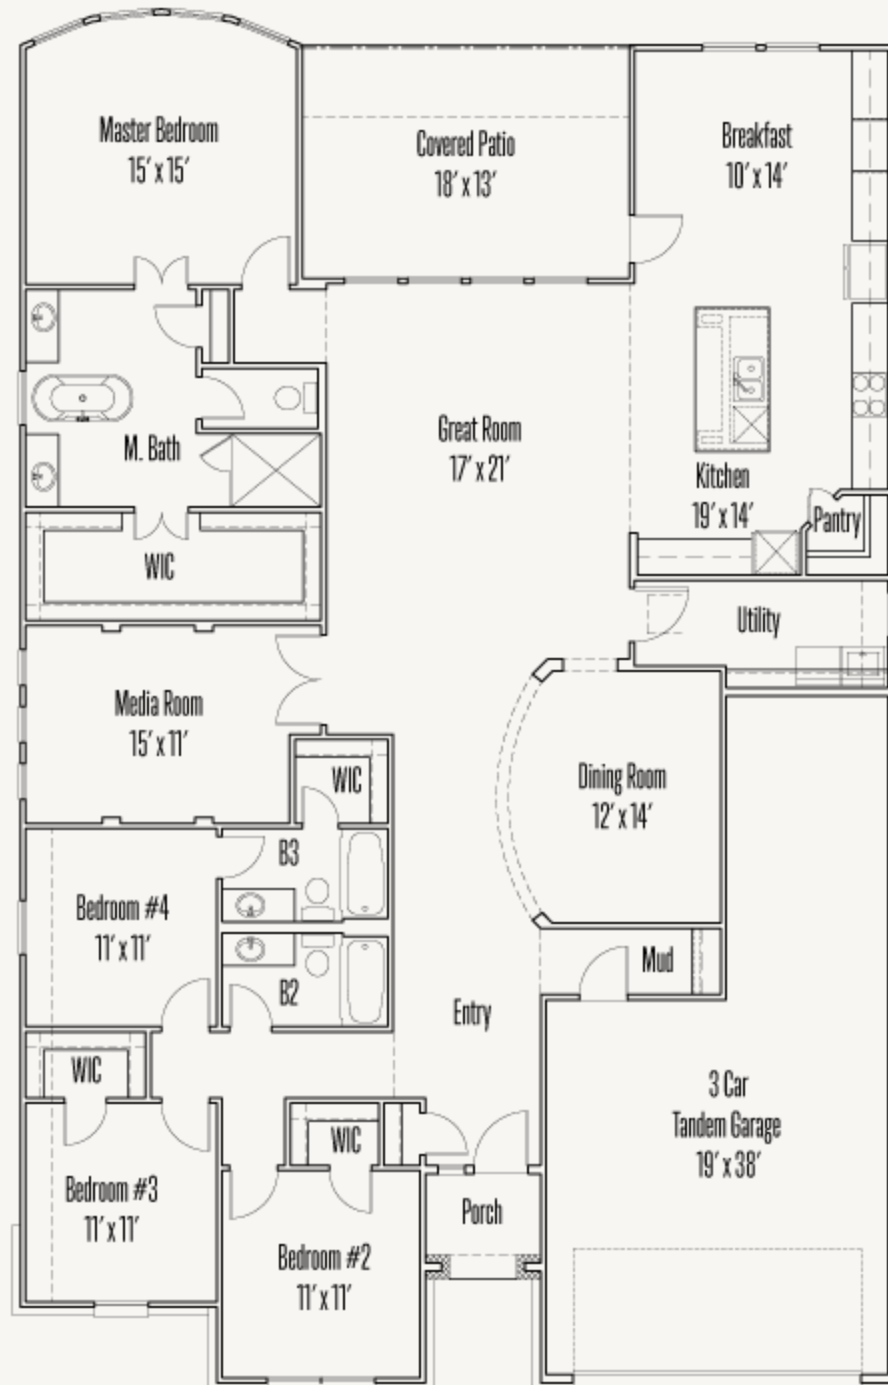 Master Bedroom
15' x 15'
Covered Patio
18' x 13'
Breakfast
10' x 14'
Great Room
17' x 21'
M. Bath
Kitchen
19' x 14'
Pantry
WIC
Utility
Media Room
15' x 11'
WIC
Dining Room
12' x 14'
B3
Bedroom #4
11' x 11'
B2
Mud
Entry
WIC
3 Car
Tandem Garage
19' x 38'
WIC
Bedroom #3
11' x 11'
Porch
Bedroom #2
11' x 11'